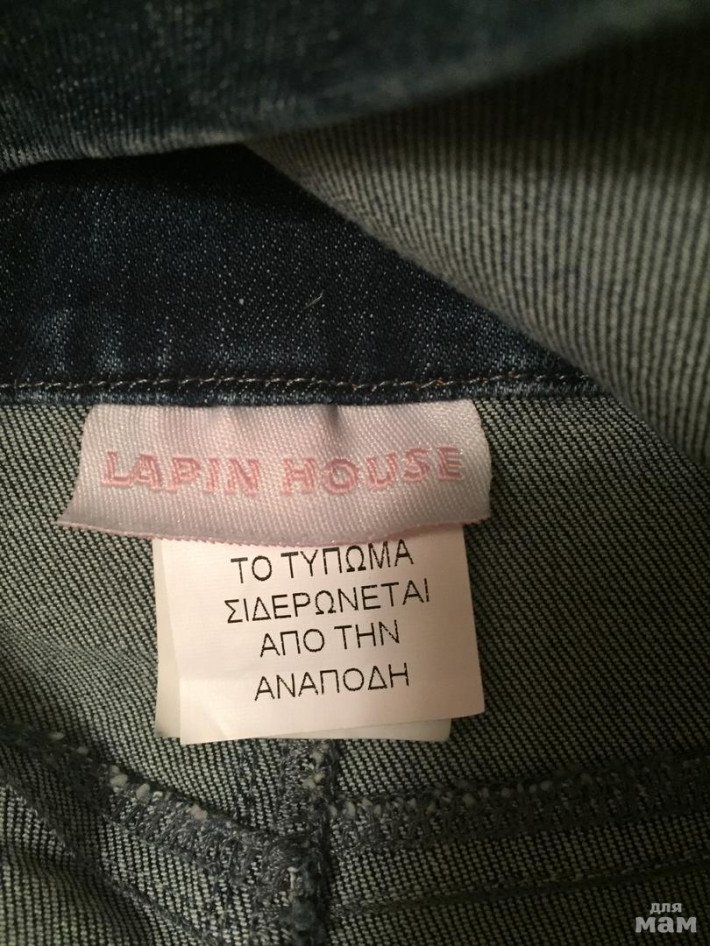 LAPIN HOUSE
ΤΟ ΤΥΠΩΜΑ
ΣΙΔΕΡΩΝΕΤΑΙ
ΑΠΟ ΤΗΝ
ΑΝΑΠΟΔΗ
для
мам